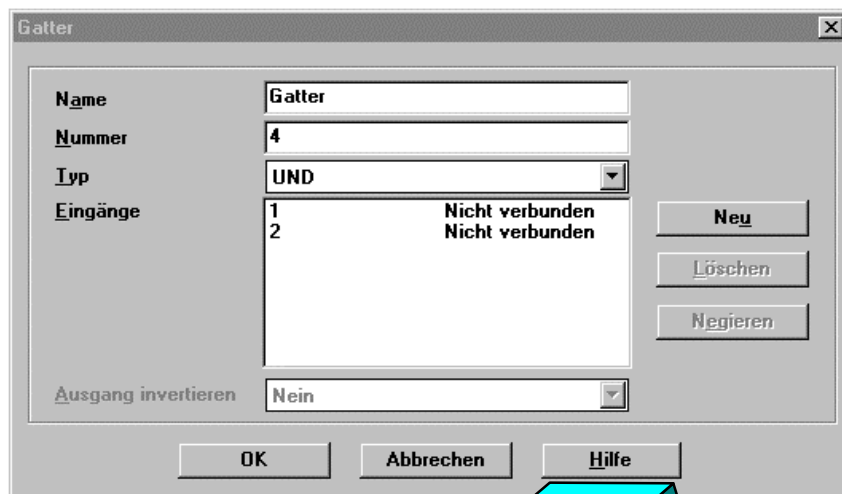 Gatter
Name Gatter
Nummer 4
Typ UND
Eingänge
1 Nicht verbunden
2 Nicht verbunden
Neu
Löschen
Negieren
Ausgang invertieren Nein
OK Abbrechen Hilfe